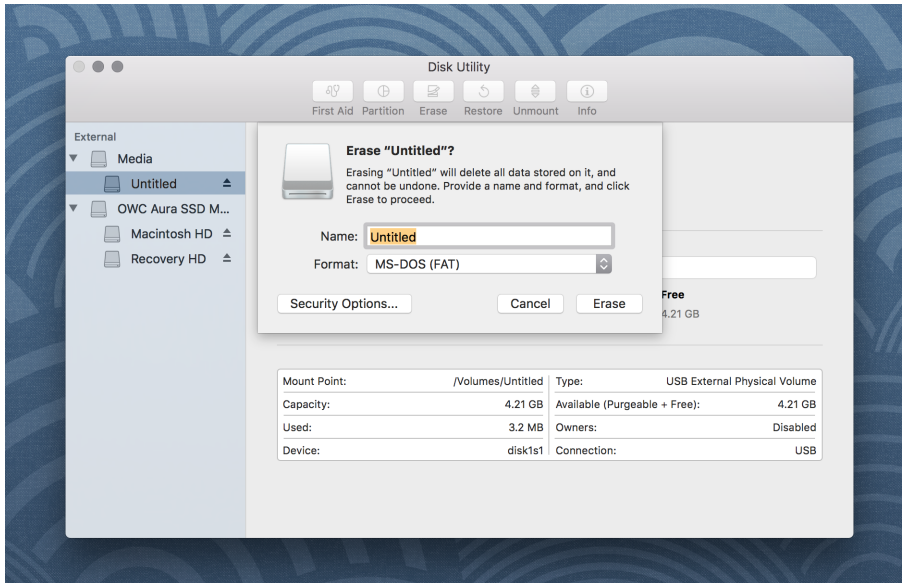 Disk Utility
First Aid Partition Erase Restore Unmount Info
External
Media
Untitled
OWC Aura SSD M...
Macintosh HD
Recovery HD
Erase “Untitled”?
Erasing “Untitled” will delete all data stored on it, and
cannot be undone. Provide a name and format, and click
Erase to proceed.
Name: Untitled
Format: MS-DOS (FAT)
Security Options... Cancel Erase
Free
4.21 GB
Mount Point: /Volumes/Untitled Type: USB External Physical Volume
Capacity: 4.21 GB Available (Purgeable + Free): 4.21 GB
Used: 3.2 MB Owners: Disabled
Device: disk1s1 Connection: USB